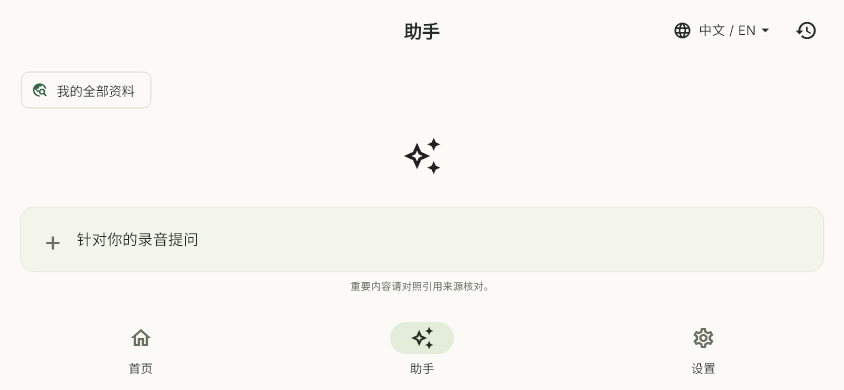 助手
中文 / EN
我的全部资料
针对你的录音提问
重要内容请对照引用来源核对。
首页
助手
设置